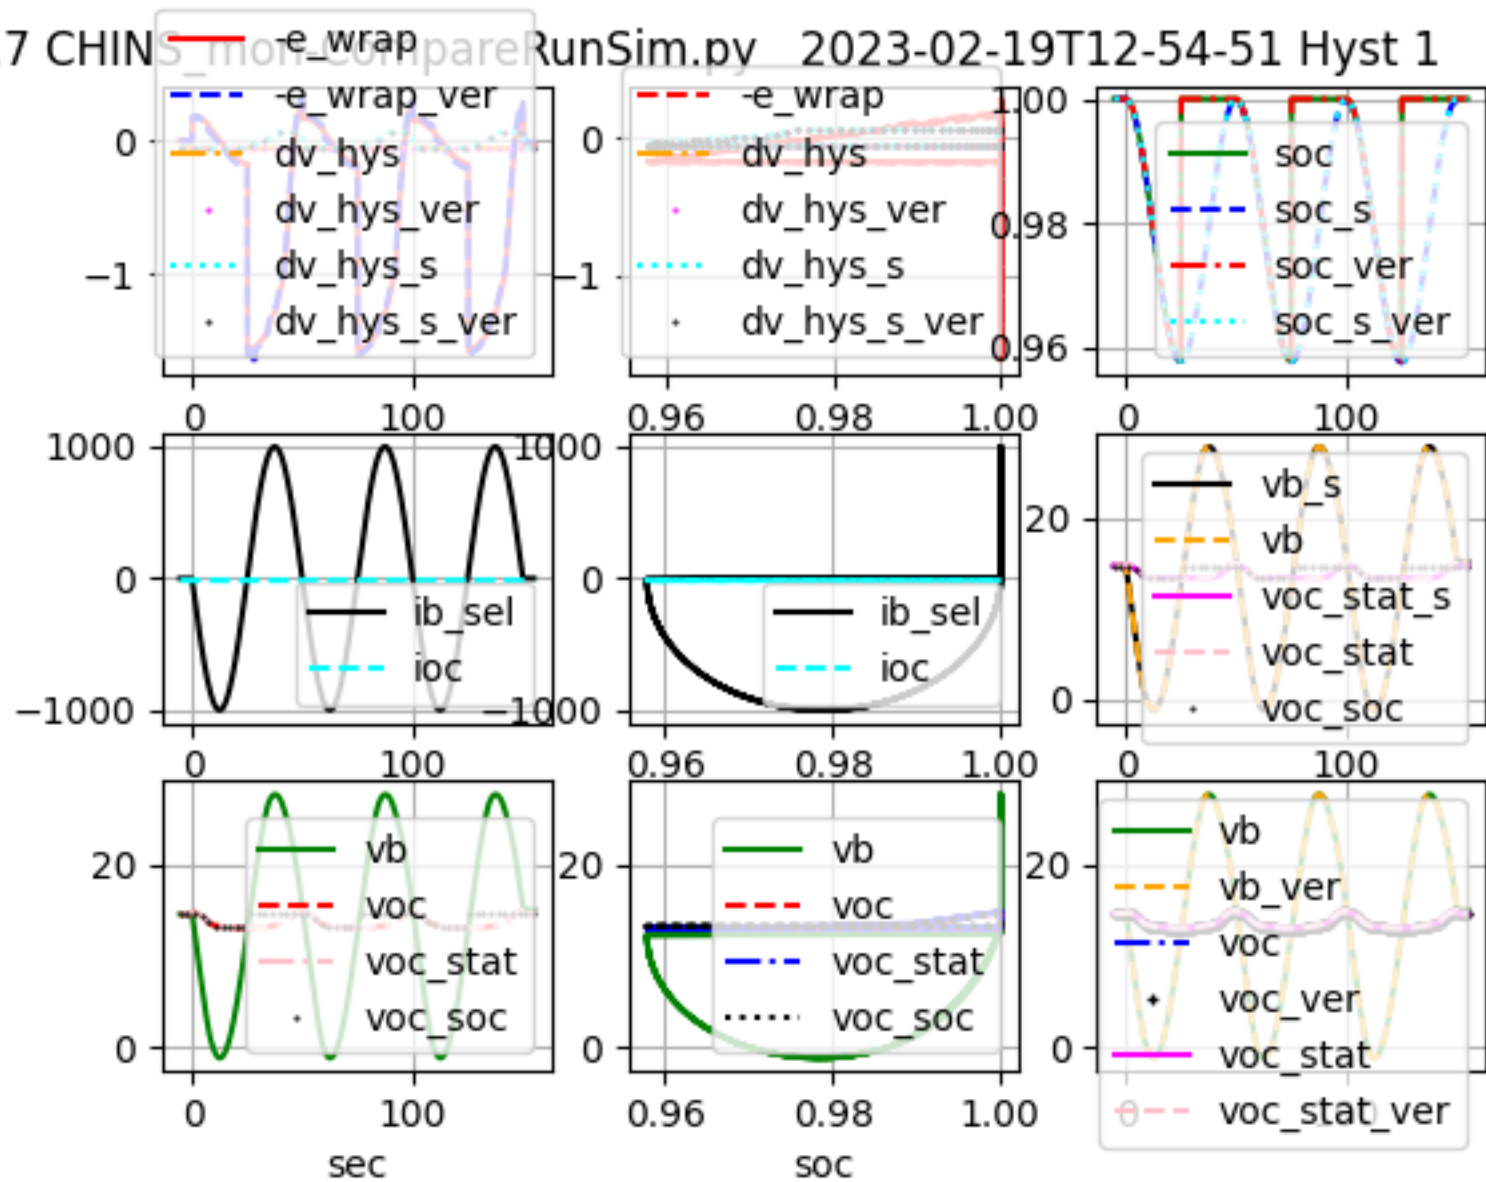 17 CHINS_mon-CompareRunSim.py 2023-02-19T12-54-51 Hyst 1
-e_wrap
-e_wrap_ver
dv_hys
dv_hys_ver
dv_hys_s
dv_hys_s_ver
0
−1
0
100
-e_wrap
dv_hys
dv_hys_ver
dv_hys_s
dv_hys_s_ver
0
−1
0.96
0.98
1.00
soc
soc_s
soc_ver
soc_s_ver
1.00
0.98
0.96
0
100
1000
0
−1000
ib_sel
ioc
0
100
1000
0
−1000
ib_sel
ioc
0.96
0.98
1.00
20
0
vb_s
vb
voc_stat_s
voc_stat
voc_soc
0
100
20
0
vb
voc
voc_stat
voc_soc
0
100
sec
20
0
vb
voc
voc_stat
voc_soc
0.96
0.98
1.00
soc
20
0
vb
vb_ver
voc
voc_ver
voc_stat
voc_stat_ver
0